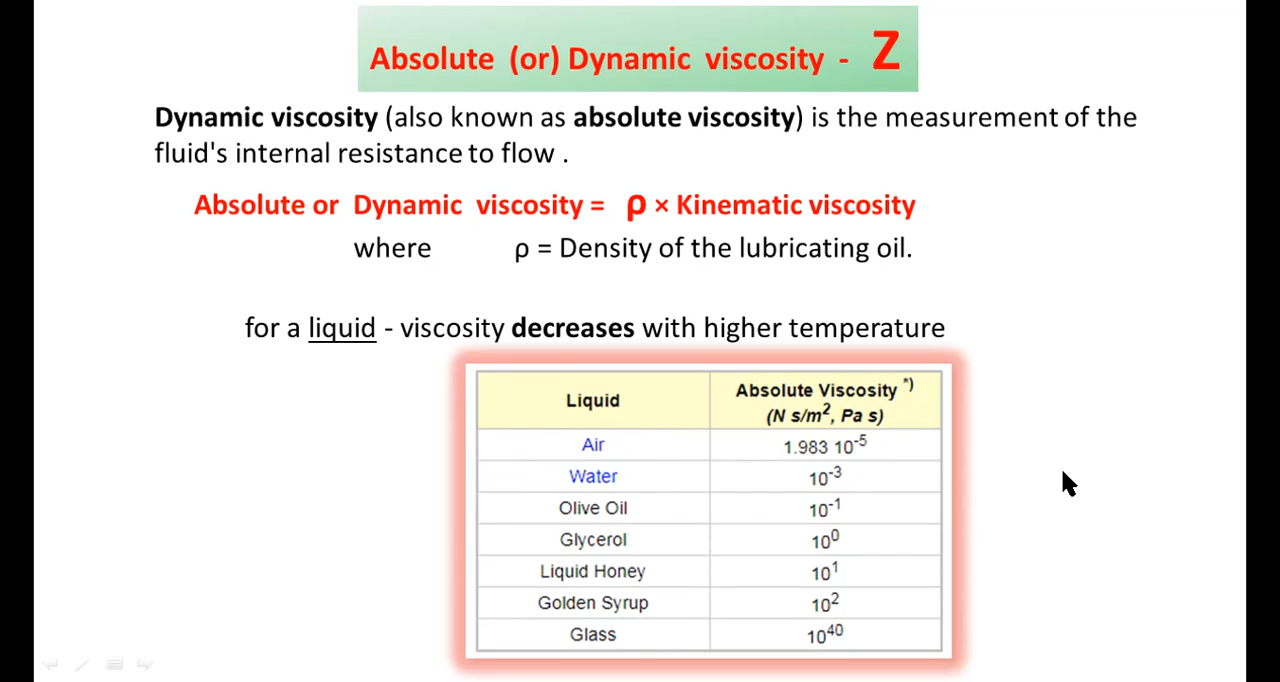 Absolute (or) Dynamic viscosity - Z
Dynamic viscosity (also known as absolute viscosity) is the measurement of the
fluid's internal resistance to flow .
Absolute or Dynamic viscosity = ρ × Kinematic viscosity
where ρ = Density of the lubricating oil.
for a liquid - viscosity decreases with higher temperature
Liquid Absolute Viscosity *)
(N s/m², Pa s)
Air 1.983 10⁻⁵
Water 10⁻³
Olive Oil 10⁻¹
Glycerol 10⁰
Liquid Honey 10¹
Golden Syrup 10²
Glass 10⁴⁰